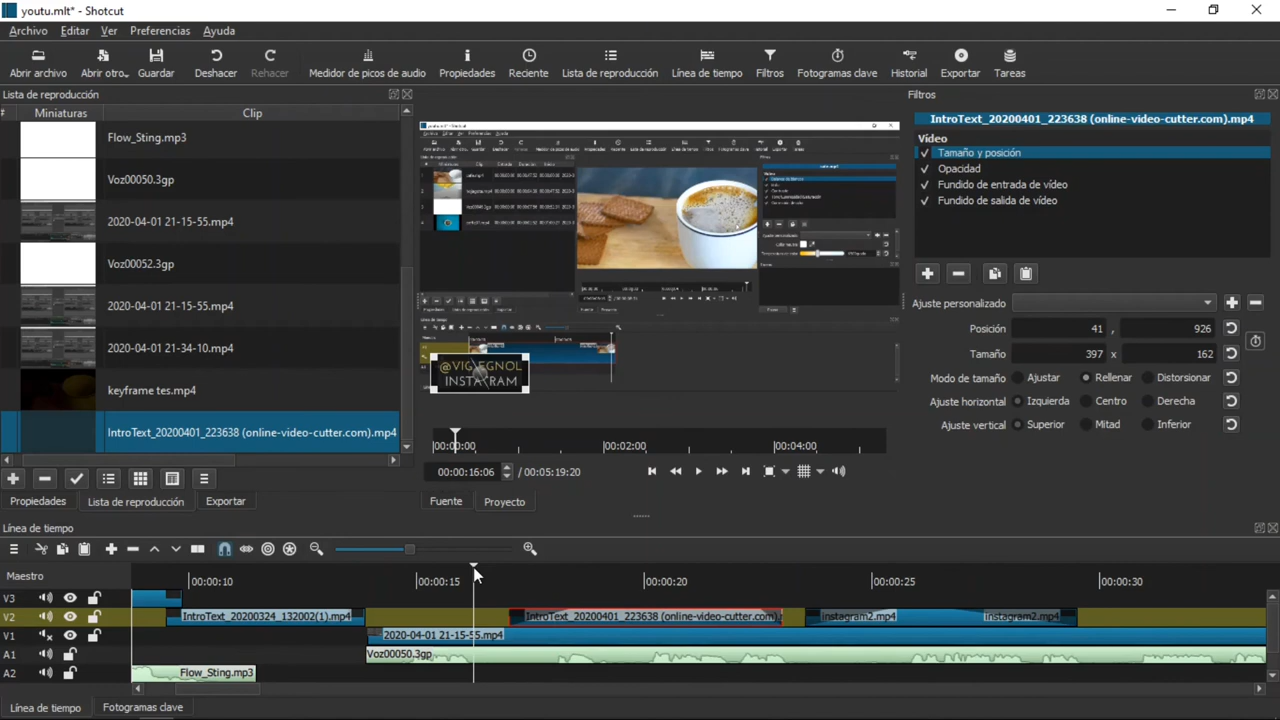 youtu.mlt* - Shotcut
Archivo Editar Ver Preferencias Ayuda
Abrir archivo Abrir otro... Guardar Deshacer Rehacer Medidor de picos de audio Propiedades Reciente Lista de reproducción Línea de tiempo Filtros Fotogramas clave Historial Exportar Tareas
Lista de reproducción
# Miniaturas Clip
Flow_Sting.mp3
Voz00050.3gp
2020-04-01 21-15-55.mp4
Voz00052.3gp
2020-04-01 21-15-55.mp4
2020-04-01 21-34-10.mp4
keyframe tes.mp4
IntroText_20200401_223638 (online-video-cutter.com).mp4
Propiedades Lista de reproducción Exportar
INSTAGRAM
00:00:00 00:02:00 00:04:00
00:00:16:06 / 00:05:19:20
Fuente Proyecto
Filtros
IntroText_20200401_223638 (online-video-cutter.com).mp4
Vídeo
✓ Tamaño y posición
✓ Opacidad
✓ Fundido de entrada de vídeo
✓ Fundido de salida de vídeo
Ajuste personalizado
Posición 41 , 926
Tamaño 397 x 162
Modo de tamaño Ajustar Rellenar Distorsionar
Ajuste horizontal Izquierda Centro Derecha
Ajuste vertical Superior Mitad Inferior
Línea de tiempo
Maestro 00:00:10 00:00:15 00:00:20 00:00:25 00:00:30
V3
V2 IntroText_20200324_132002(1).mp4 IntroText_20200401_223638 (online-video-cutter.com). instagram2.mp4 Instagram2.mp4
V1 2020-04-01 21-15-55.mp4
A1 Voz00050.3gp
A2 Flow_Sting.mp3
Línea de tiempo Fotogramas clave